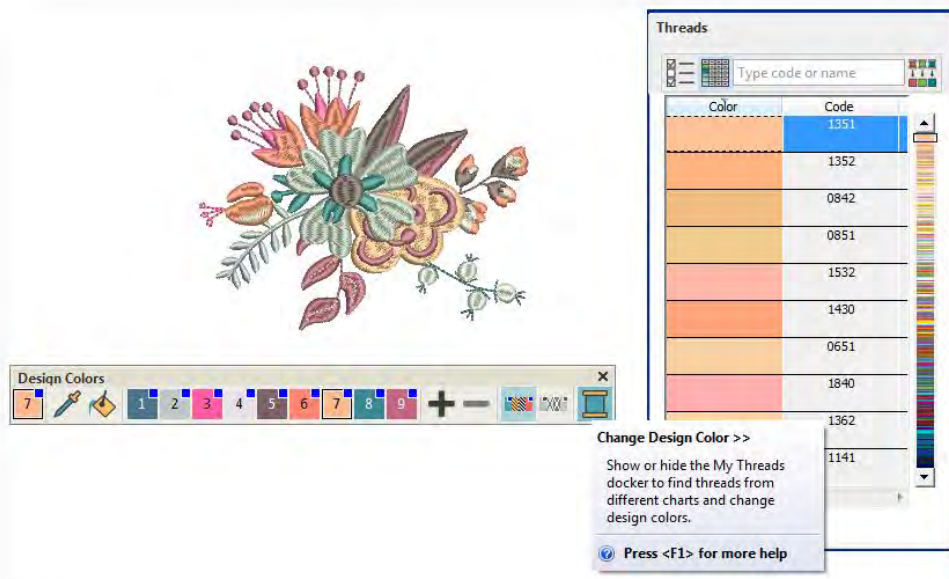 Threads
Type code or name
Color Code
1351
1352
0842
0851
1532
1430
0651
1840
1362
1141
Design Colors
7 1 2 3 4 5 6 7 8 9
Change Design Color >>
Show or hide the My Threads
docker to find threads from
different charts and change
design colors.
Press <F1> for more help